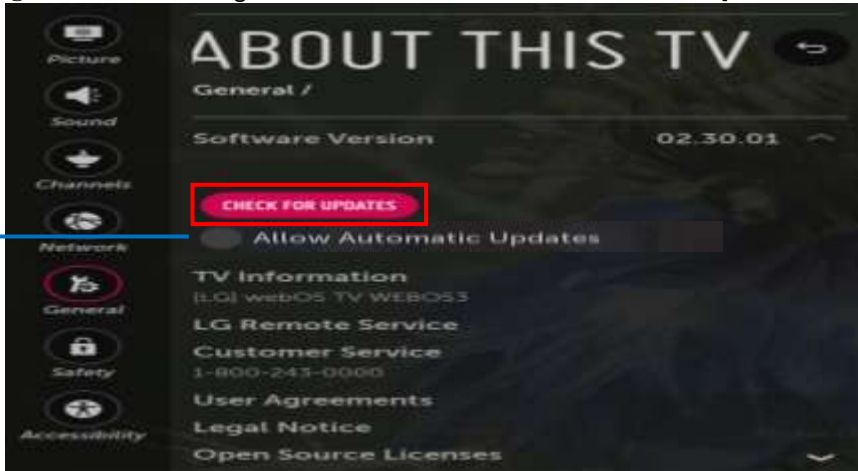 Picture
Sound
Channels
Network
General
Safety
Accessibility
ABOUT THIS TV
General /
Software Version 02.30.01
CHECK FOR UPDATES
Allow Automatic Updates
TV Information
[LG] webOS TV WEBOS3
LG Remote Service
Customer Service
1-800-243-0000
User Agreements
Legal Notice
Open Source Licenses